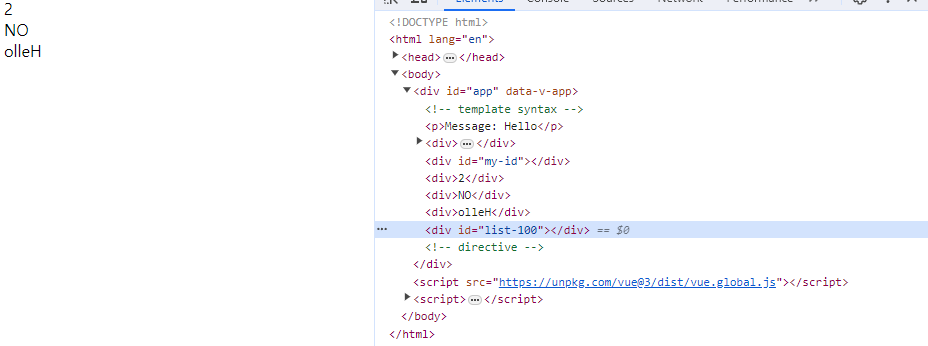 2
NO
olleH
Elements Console Sources Network Performance
<!DOCTYPE html>
<html lang="en">
<head> ••• </head>
<body>
<div id="app" data-v-app>
<!-- template syntax -->
<p>Message: Hello</p>
<div> ••• </div>
<div id="my-id"></div>
<div>2</div>
<div>NO</div>
<div>olleH</div>
••• <div id="list-100"></div> == $0
<!-- directive -->
</div>
<script src="https://unpkg.com/vue@3/dist/vue.global.js"></script>
<script> ••• </script>
</body>
</html>